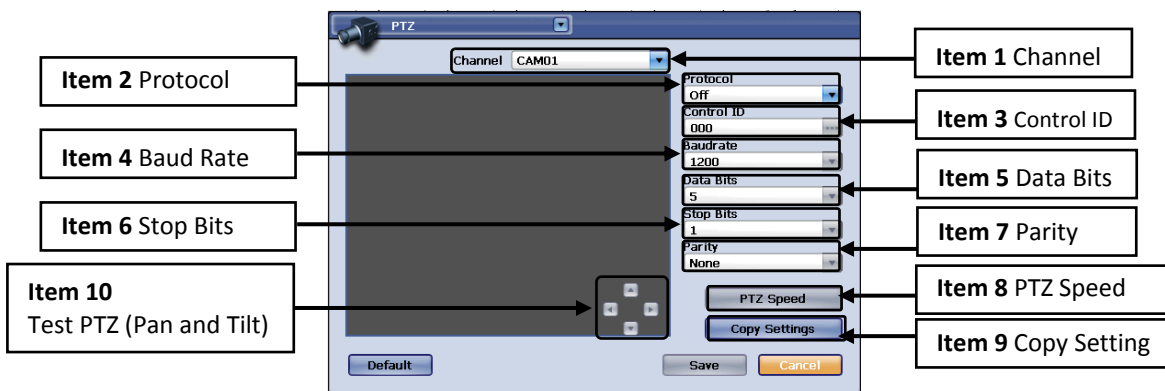 PTZ
Channel CAM01
Item 1 Channel
Item 2 Protocol
Protocol
Off
Control ID
000
Item 3 Control ID
Item 4 Baud Rate
Baudrate
1200
Data Bits
5
Item 5 Data Bits
Item 6 Stop Bits
Stop Bits
1
Parity
None
Item 7 Parity
Item 10
Test PTZ (Pan and Tilt)
PTZ Speed
Item 8 PTZ Speed
Copy Settings
Item 9 Copy Setting
Default
Save
Cancel